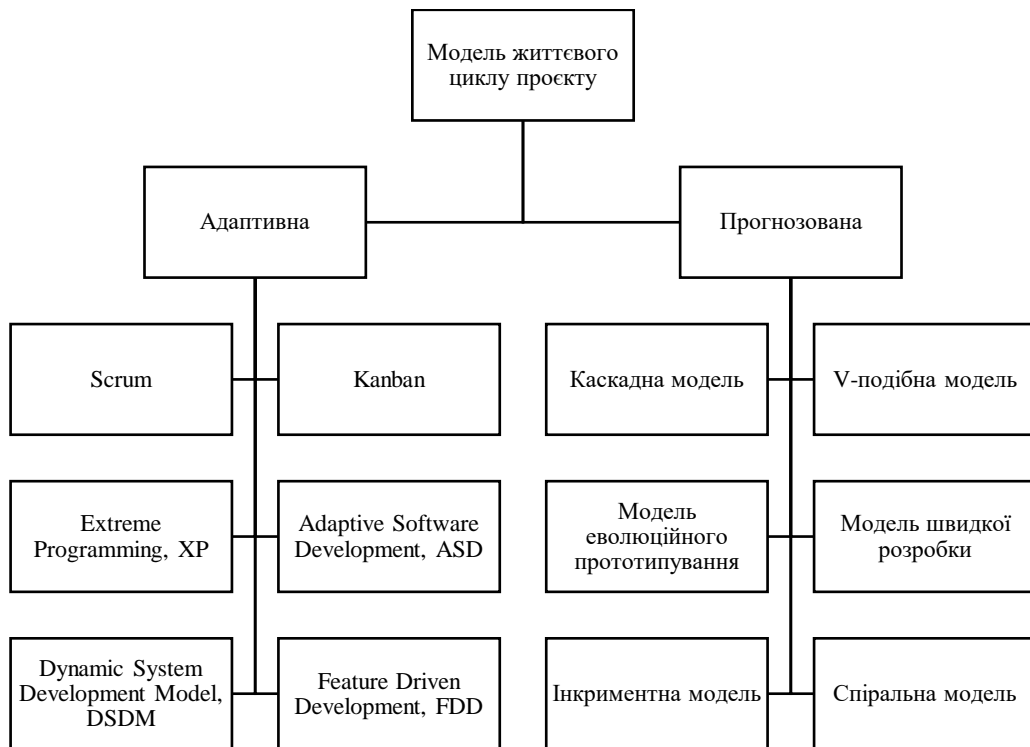 Модель життєвого
циклу проєкту
Адаптивна
Прогнозована
Scrum
Kanban
Каскадна модель
V-подібна модель
Extreme
Programming, XP
Adaptive Software
Development, ASD
Модель
еволюційного
прототипування
Модель швидкої
розробки
Dynamic System
Development Model,
DSDM
Feature Driven
Development, FDD
Інкриментна модель
Спіральна модель